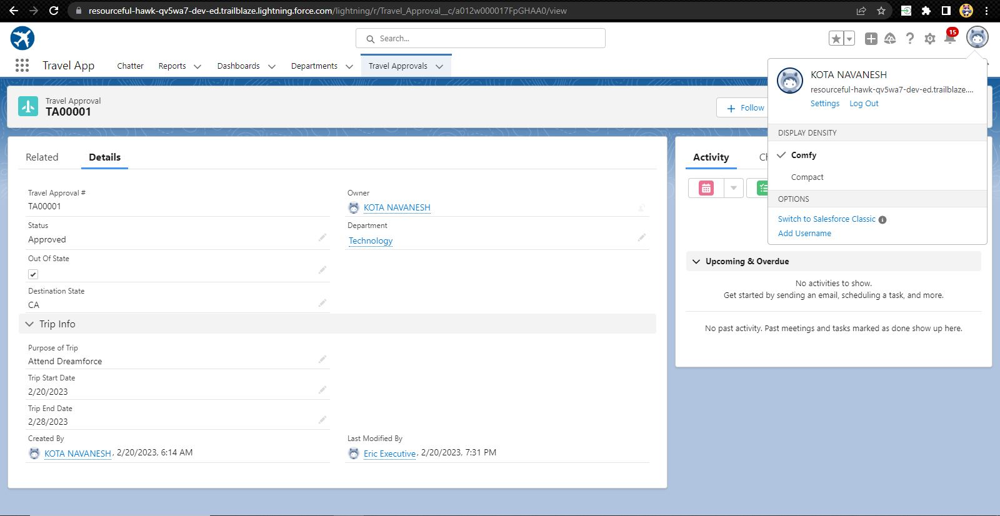 resourceful-hawk-qv5wa7-dev-ed.trailblaze.lightning.force.com/lightning/r/Travel_Approval__c/a012w000017FpGHAA0/view
Search...
15
Travel App
Chatter
Reports
Dashboards
Departments
Travel Approvals
KOTA NAVANESH
resourceful-hawk-qv5wa7-dev-ed.trailblaze....
Settings Log Out
Travel Approval
TA00001
Follow
DISPLAY DENSITY
Comfy
Compact
OPTIONS
Switch to Salesforce Classic
Add Username
Related
Details
Travel Approval #
TA00001
Owner
KOTA NAVANESH
Status
Approved
Department
Technology
Out Of State
Destination State
CA
Trip Info
Purpose of Trip
Attend Dreamforce
Trip Start Date
2/20/2023
Trip End Date
2/28/2023
Created By
KOTA NAVANESH, 2/20/2023, 6:14 AM
Last Modified By
Eric Executive, 2/20/2023, 7:31 PM
Activity
Upcoming & Overdue
No activities to show.
Get started by sending an email, scheduling a task, and more.
No past activity. Past meetings and tasks marked as done show up here.